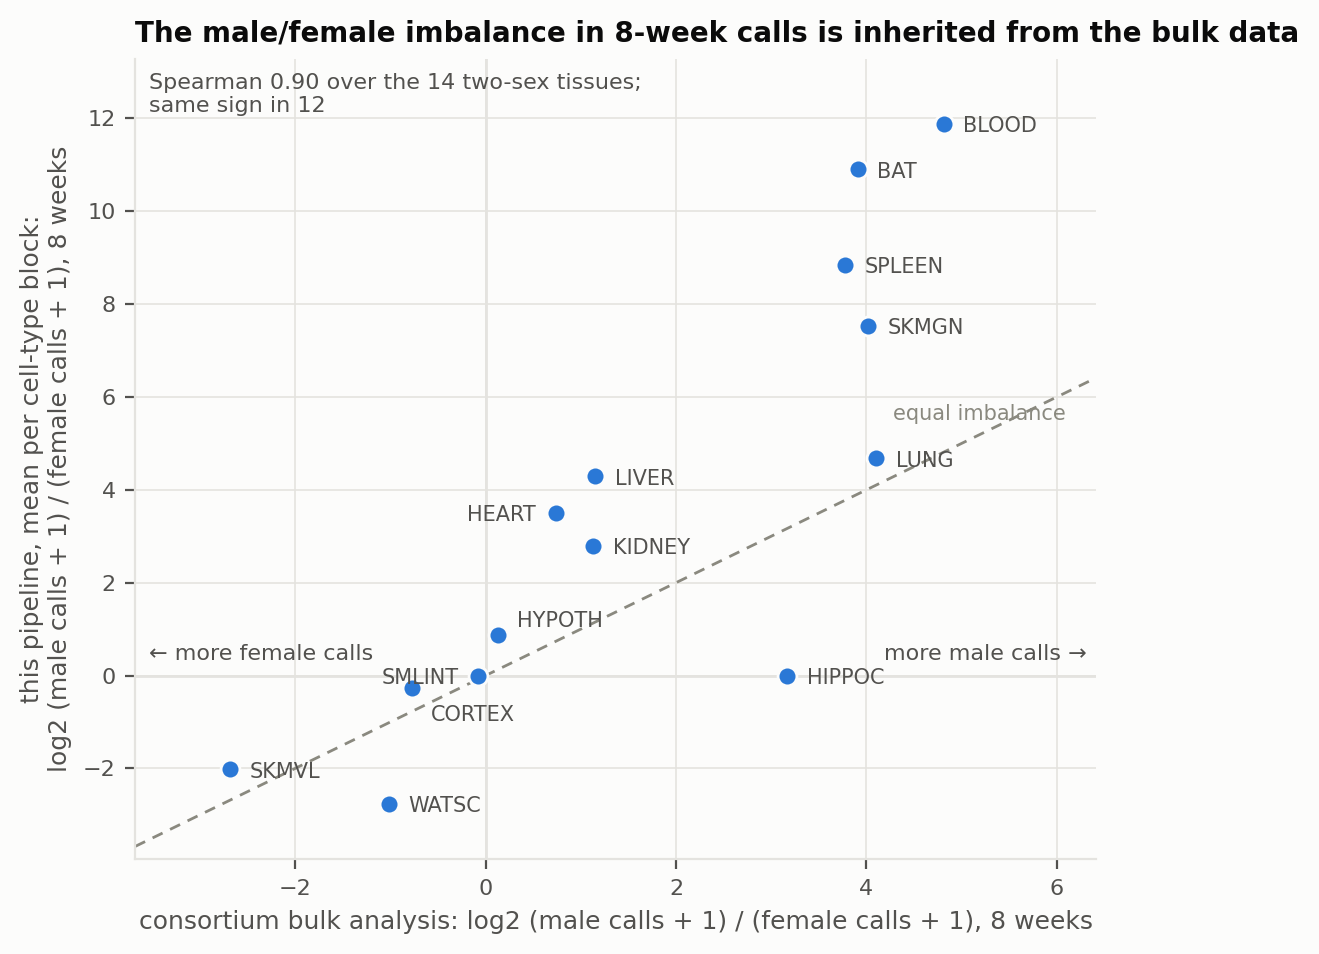 The male/female imbalance in 8-week calls is inherited from the bulk data
Spearman 0.90 over the 14 two-sex tissues;
same sign in 12
this pipeline, mean per cell-type block:
log2 (male calls + 1) / (female calls + 1), 8 weeks
12
10
8
6
4
2
0
−2
BLOOD
BAT
SPLEEN
SKMGN
equal imbalance
LUNG
LIVER
HEART
KIDNEY
HYPOTH
← more female calls
more male calls →
SMLINT
HIPPOC
CORTEX
SKMVL
WATSC
−2
0
2
4
6
consortium bulk analysis: log2 (male calls + 1) / (female calls + 1), 8 weeks